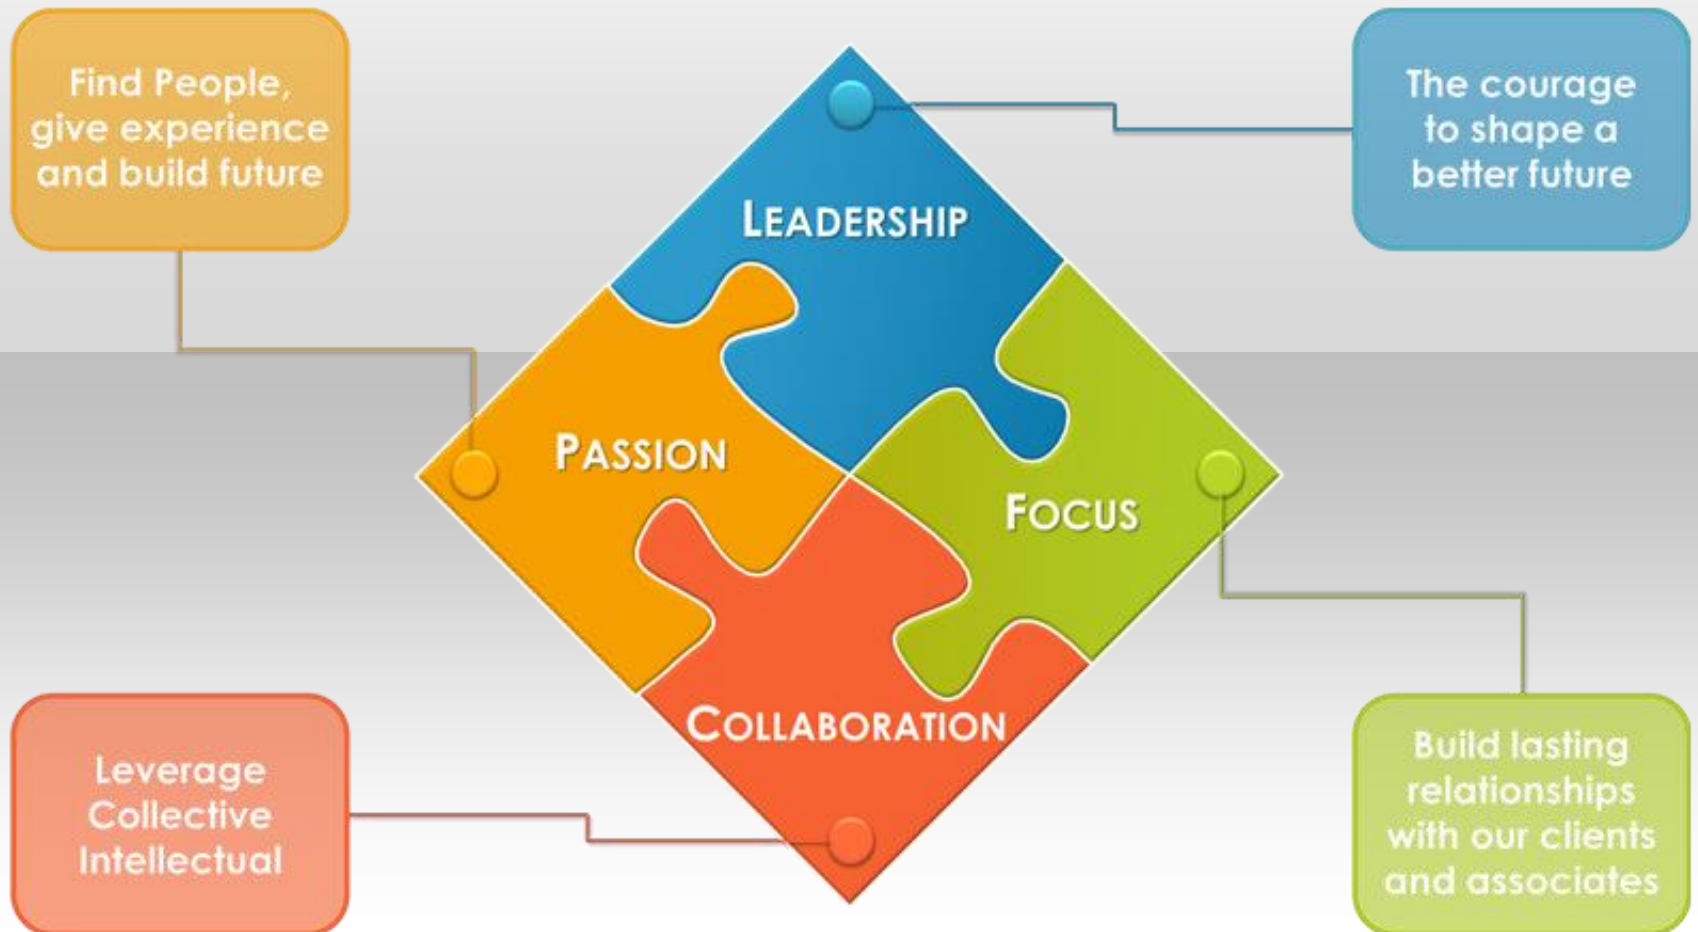 Find People,
give experience
and build future
The courage
to shape a
better future
LEADERSHIP
PASSION
FOCUS
COLLABORATION
Leverage
Collective
Intellectual
Build lasting
relationships
with our clients
and associates